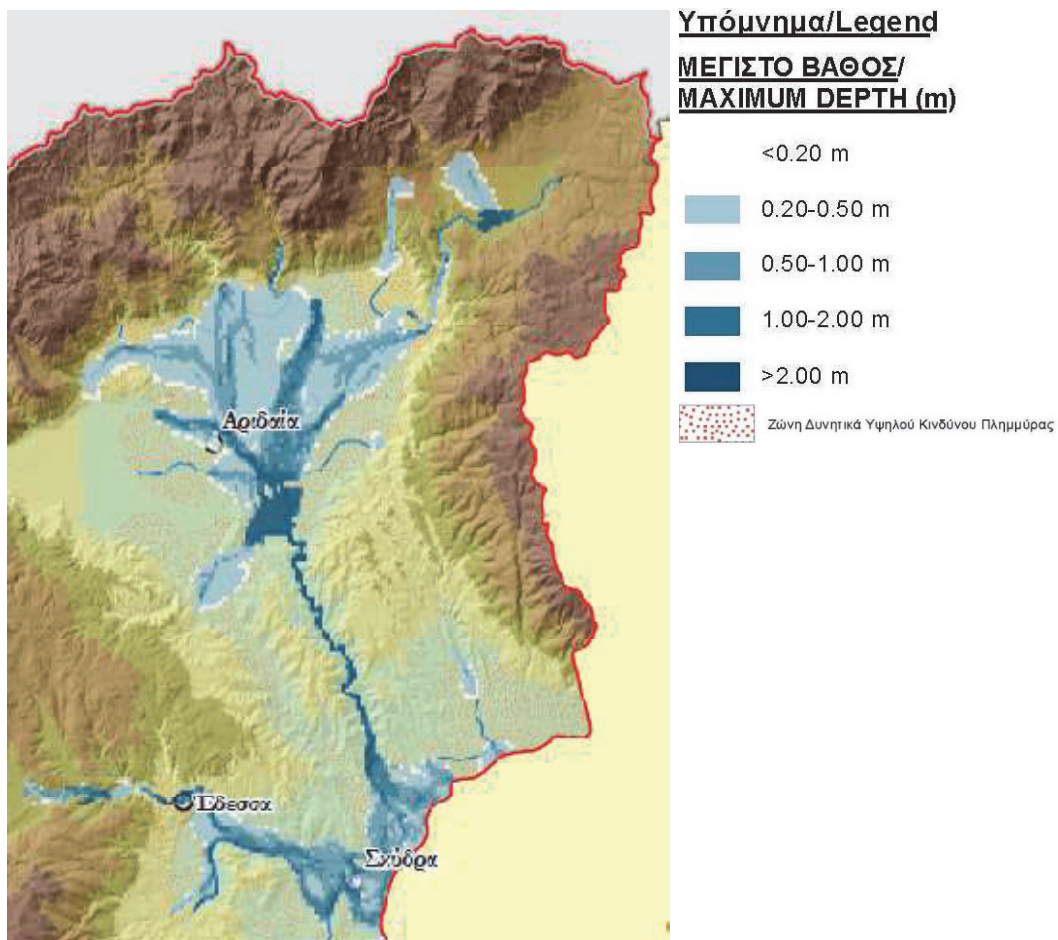 Υπόμνημα/Legend
ΜΕΓΙΣΤΟ ΒΑΘΟΣ/
MAXIMUM DEPTH (m)
<0.20 m
0.20-0.50 m
0.50-1.00 m
1.00-2.00 m
>2.00 m
Ζώνη Δυνητικά Υψηλού Κινδύνου Πλημμύρας
Αριδαία
Έδεσσα
Σκύδρα